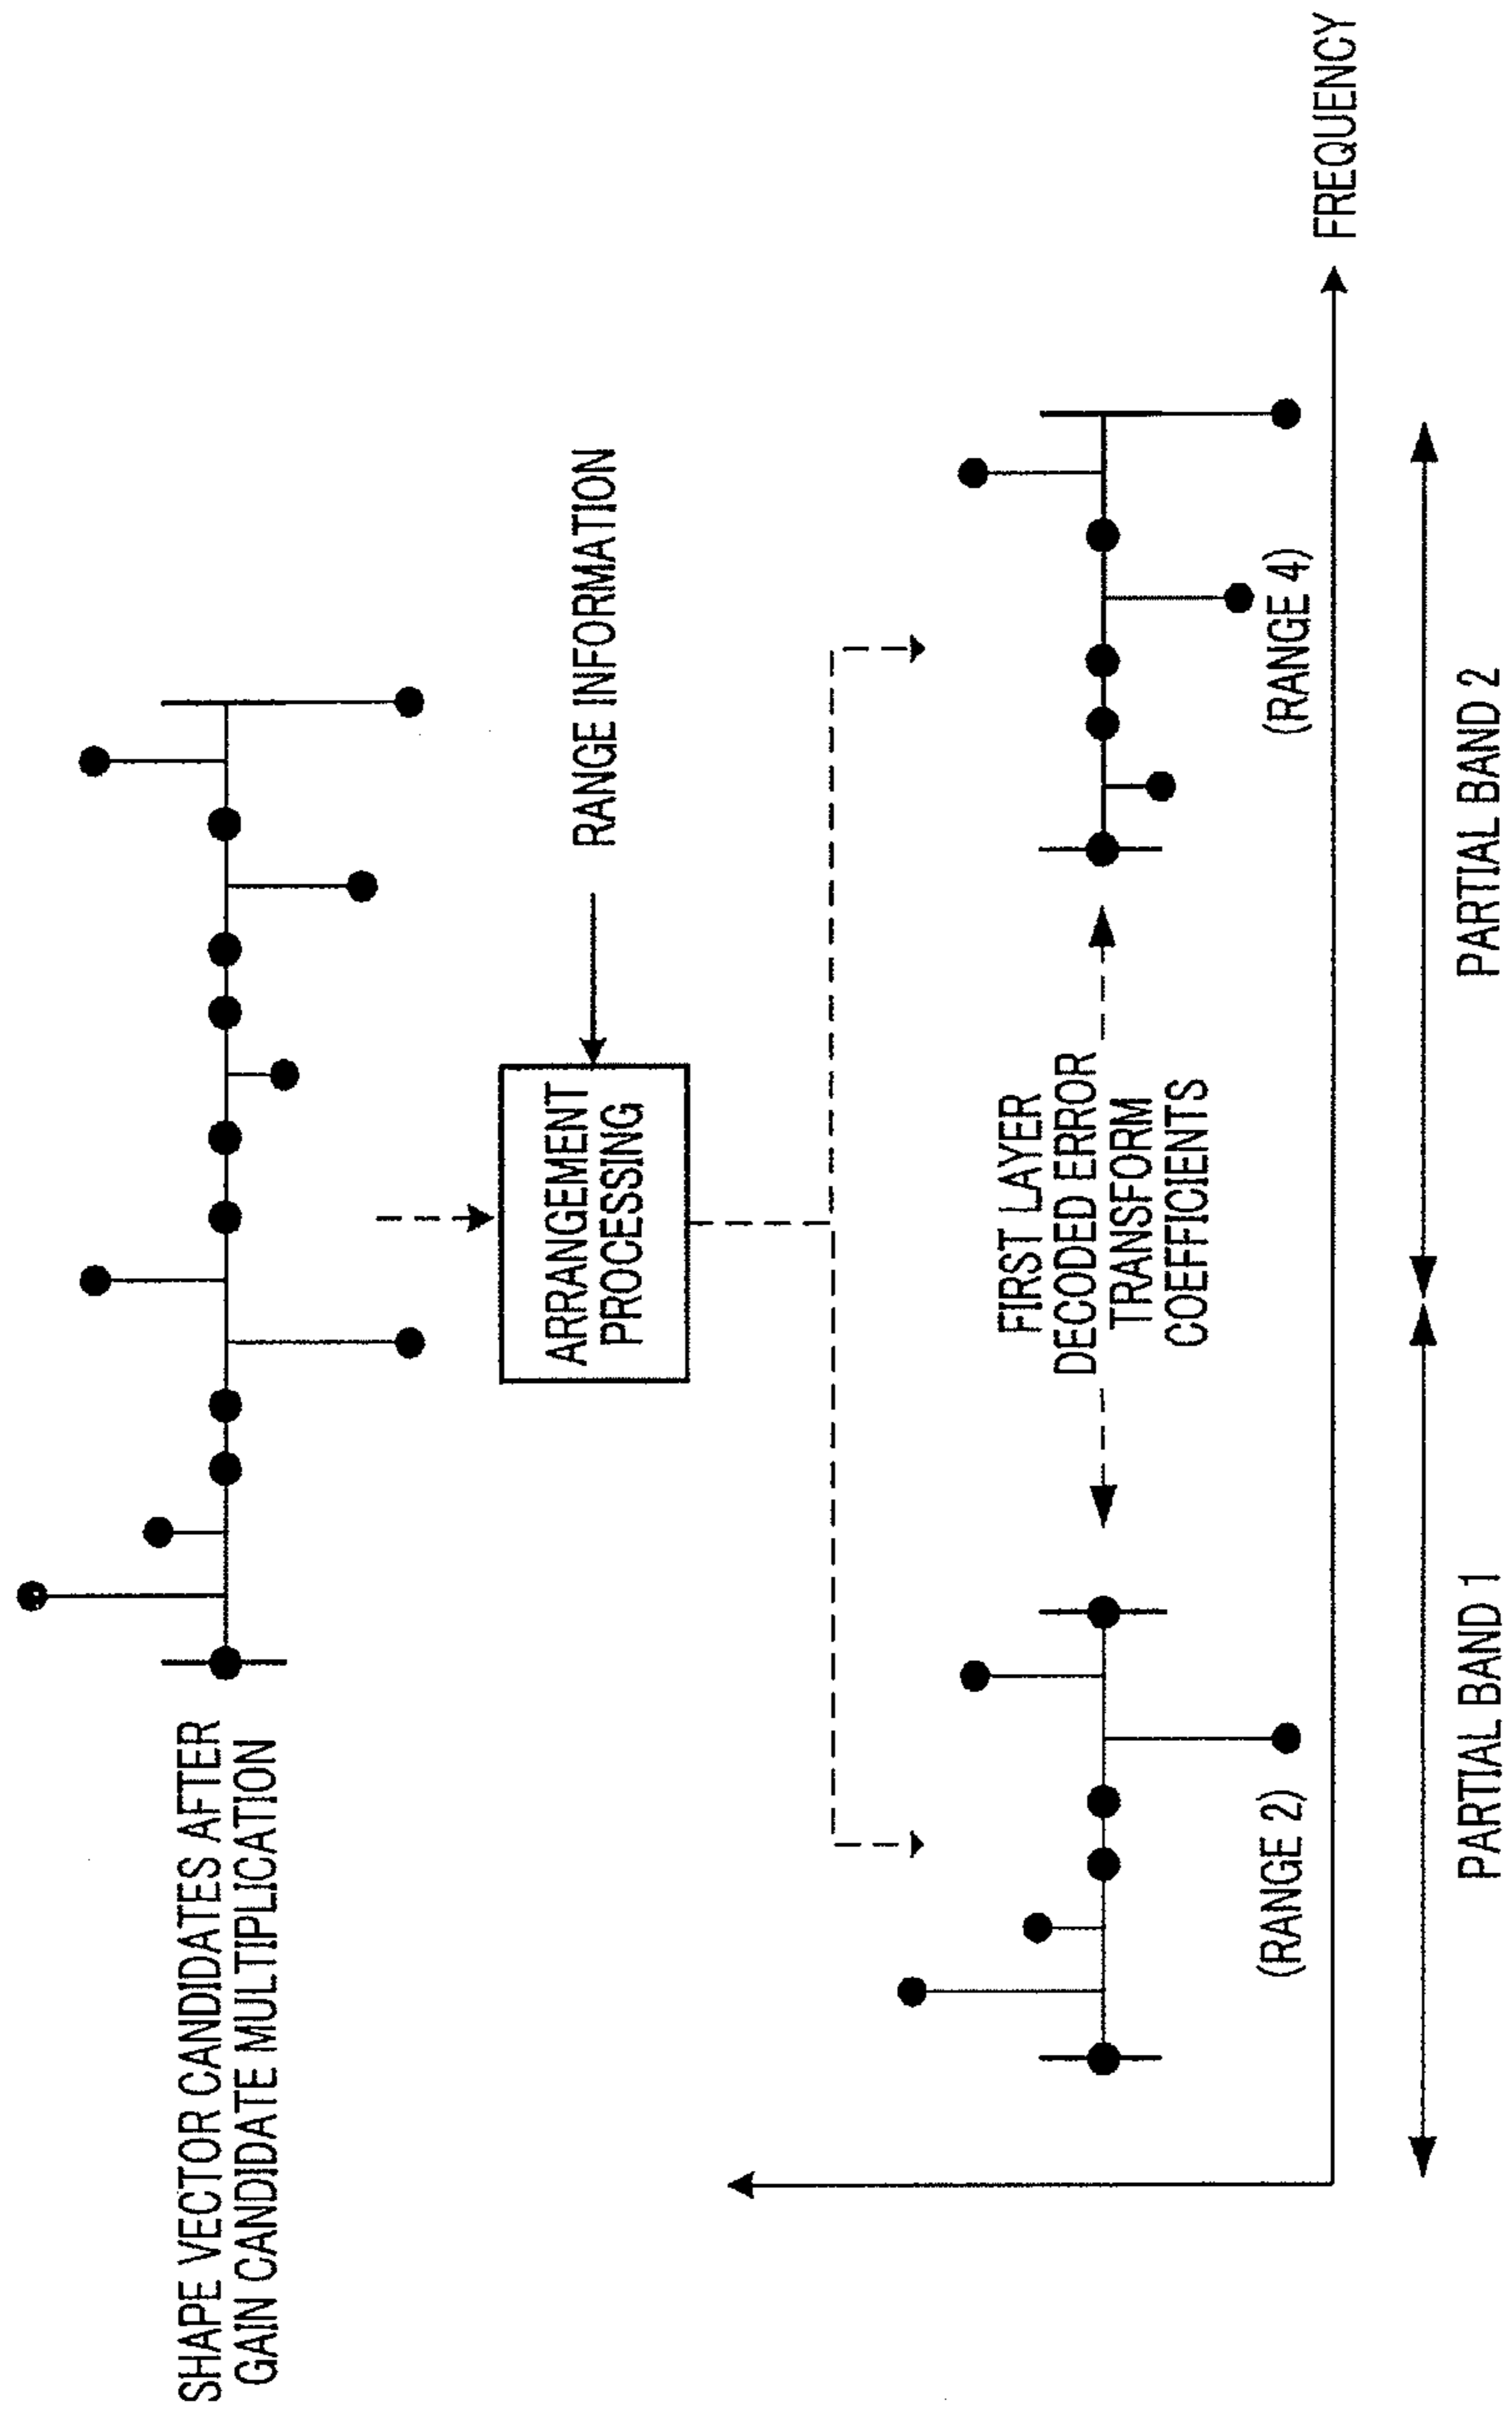 SHAPE VECTOR CANDIDATES AFTER
GAIN CANDIDATE MULTIPLICATION
ARRANGEMENT
PROCESSING
RANGE INFORMATION
FIRST LAYER
DECODED ERROR
TRANSFORM
COEFFICIENTS
(RANGE 2)
(RANGE 4)
FREQUENCY
PARTIAL BAND 1
PARTIAL BAND 2